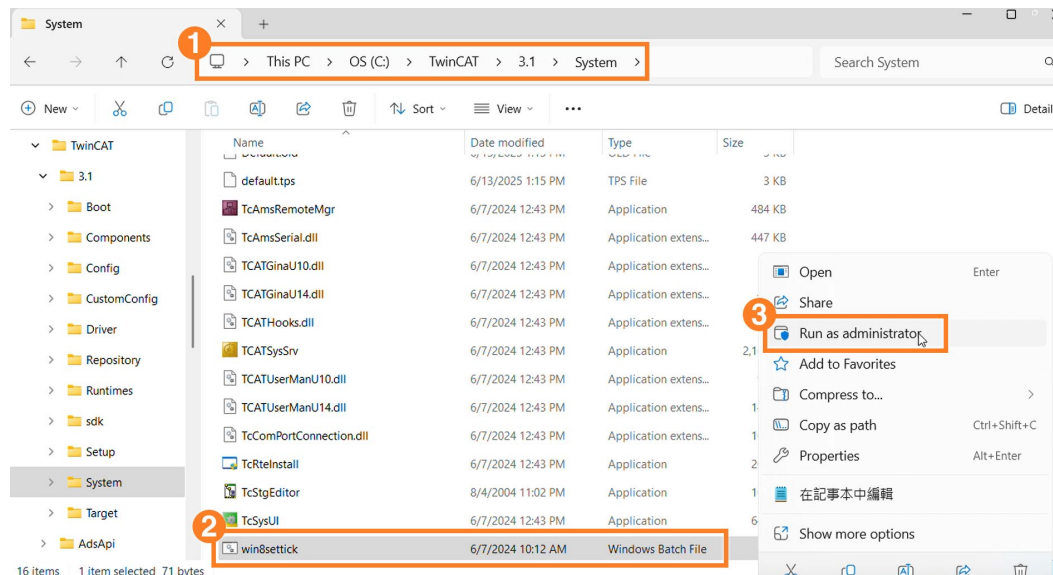 System
1
This PC > OS (C:) > TwinCAT > 3.1 > System >
Search System
New
Sort
View
Detail
TwinCAT
3.1
Boot
Components
Config
CustomConfig
Driver
Repository
Runtimes
sdk
Setup
System
Target
AdsApi
Name Date modified Type Size
default.tps 6/13/2025 1:15 PM TPS File 3 KB
TcAmsRemoteMgr 6/7/2024 12:43 PM Application 484 KB
TcAmsSerial.dll 6/7/2024 12:43 PM Application extens... 447 KB
TCATGinaU10.dll 6/7/2024 12:43 PM Application extens...
TCATGinaU14.dll 6/7/2024 12:43 PM Application extens...
TCATHooks.dll 6/7/2024 12:43 PM Application extens...
TCATSysSrv 6/7/2024 12:43 PM Application 2,1
TCATUserManU10.dll 6/7/2024 12:43 PM Application extens...
TCATUserManU14.dll 6/7/2024 12:43 PM Application extens...
TcComPortConnection.dll 6/7/2024 12:43 PM Application extens...
TcRteInstall 6/7/2024 12:43 PM Application
TcStgEditor 8/4/2004 11:02 PM Application
TcSysUI 6/7/2024 12:43 PM Application
2
win8settick 6/7/2024 10:12 AM Windows Batch File
Open Enter
Share
3
Run as administrator
Add to Favorites
Compress to... >
Copy as path Ctrl+Shift+C
Properties Alt+Enter
在記事本中編輯
Show more options
16 items 1 item selected 71 bytes